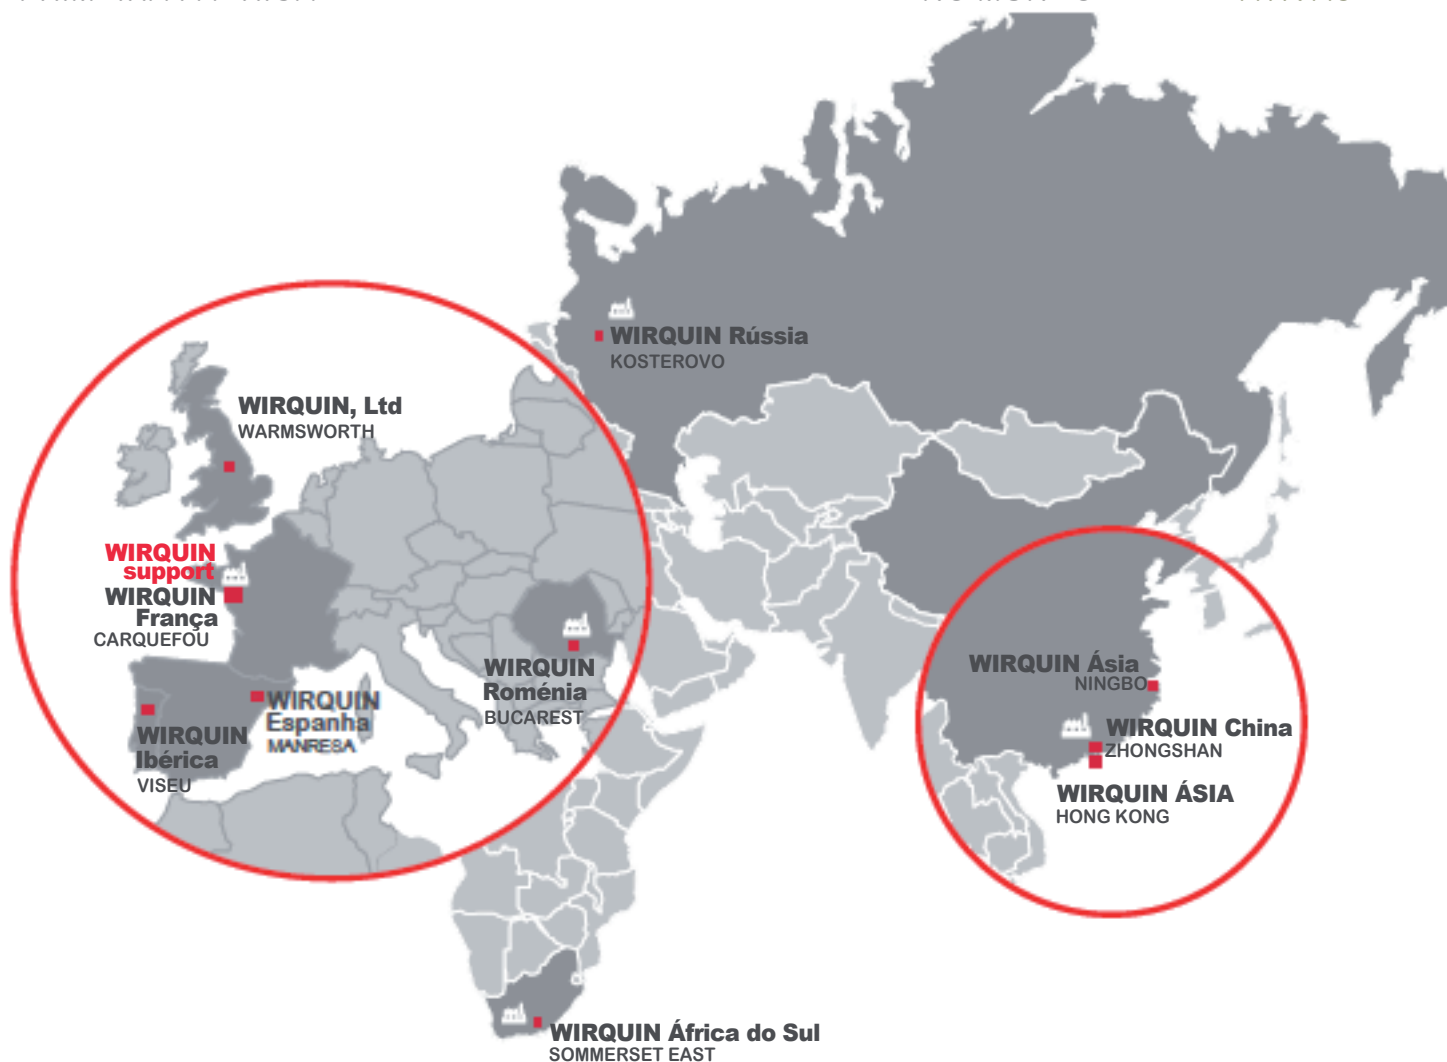 WIRQUIN Rússia
KOSTEROVO
WIRQUIN, Ltd
WARMSWORTH
WIRQUIN
support
WIRQUIN
França
CARQUEFOU
WIRQUIN
Roménia
BUCAREST
WIRQUIN
Espanha
MANRESA
WIRQUIN
Ibérica
VISEU
WIRQUIN Ásia
NINGBO
WIRQUIN China
ZHONGSHAN
WIRQUIN ÁSIA
HONG KONG
WIRQUIN África do Sul
SOMMERSET EAST